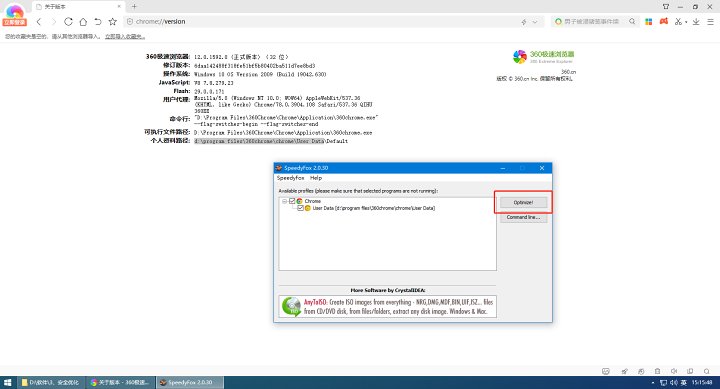 关于版本
立即登录
chrome://version
男子被浸猪笼事件续
您的收藏夹是空的，请从其他浏览器导入。 立即导入收藏夹...
360极速浏览器: 12.0.1592.0 (正式版本) (32 位)
修订版本:
操作系统: Windows 10 OS Version 2009 (Build 19042.630)
JavaScript: V8 7.8.279.23
Flash: 29.0.0.171
用户代理: Mozilla/5.0 (Windows NT 10.0; WOW64) AppleWebKit/537.36
(KHTML, like Gecko) Chrome/78.0.3904.108 Safari/537.36 QIHU
360EE
命令行: "D:\Program Files\360Chrome\Chrome\Application\360chrome.exe"
--flag-switches-begin --flag-switches-end
可执行文件路径: D:\Program Files\360Chrome\Chrome\Application\360chrome.exe
个人资料路径: d:\program files\360chrome\chrome\User Data\Default
360极速浏览器
360 Extreme Explorer
360.cn
版权 © 360.cn Inc. 保留所有权利。
SpeedyFox 2.0.30
SpeedyFox Help
Available profiles (please make sure that selected programs are not running):
Chrome
User Data [d:\program files\360chrome\chrome\User Data]
Optimize!
Command line...
More Software by CrystalIDEA:
AnyToISO: Create ISO images from everything - NRG,DMG,MDF,BIN,UIF,ISZ... files
from CD/DVD disk, from files/folders, extract any disk image. Windows & Mac.
D:\软件\3、安全优化
关于版本 - 360极速...
SpeedyFox 2.0.30
英
15:15:48